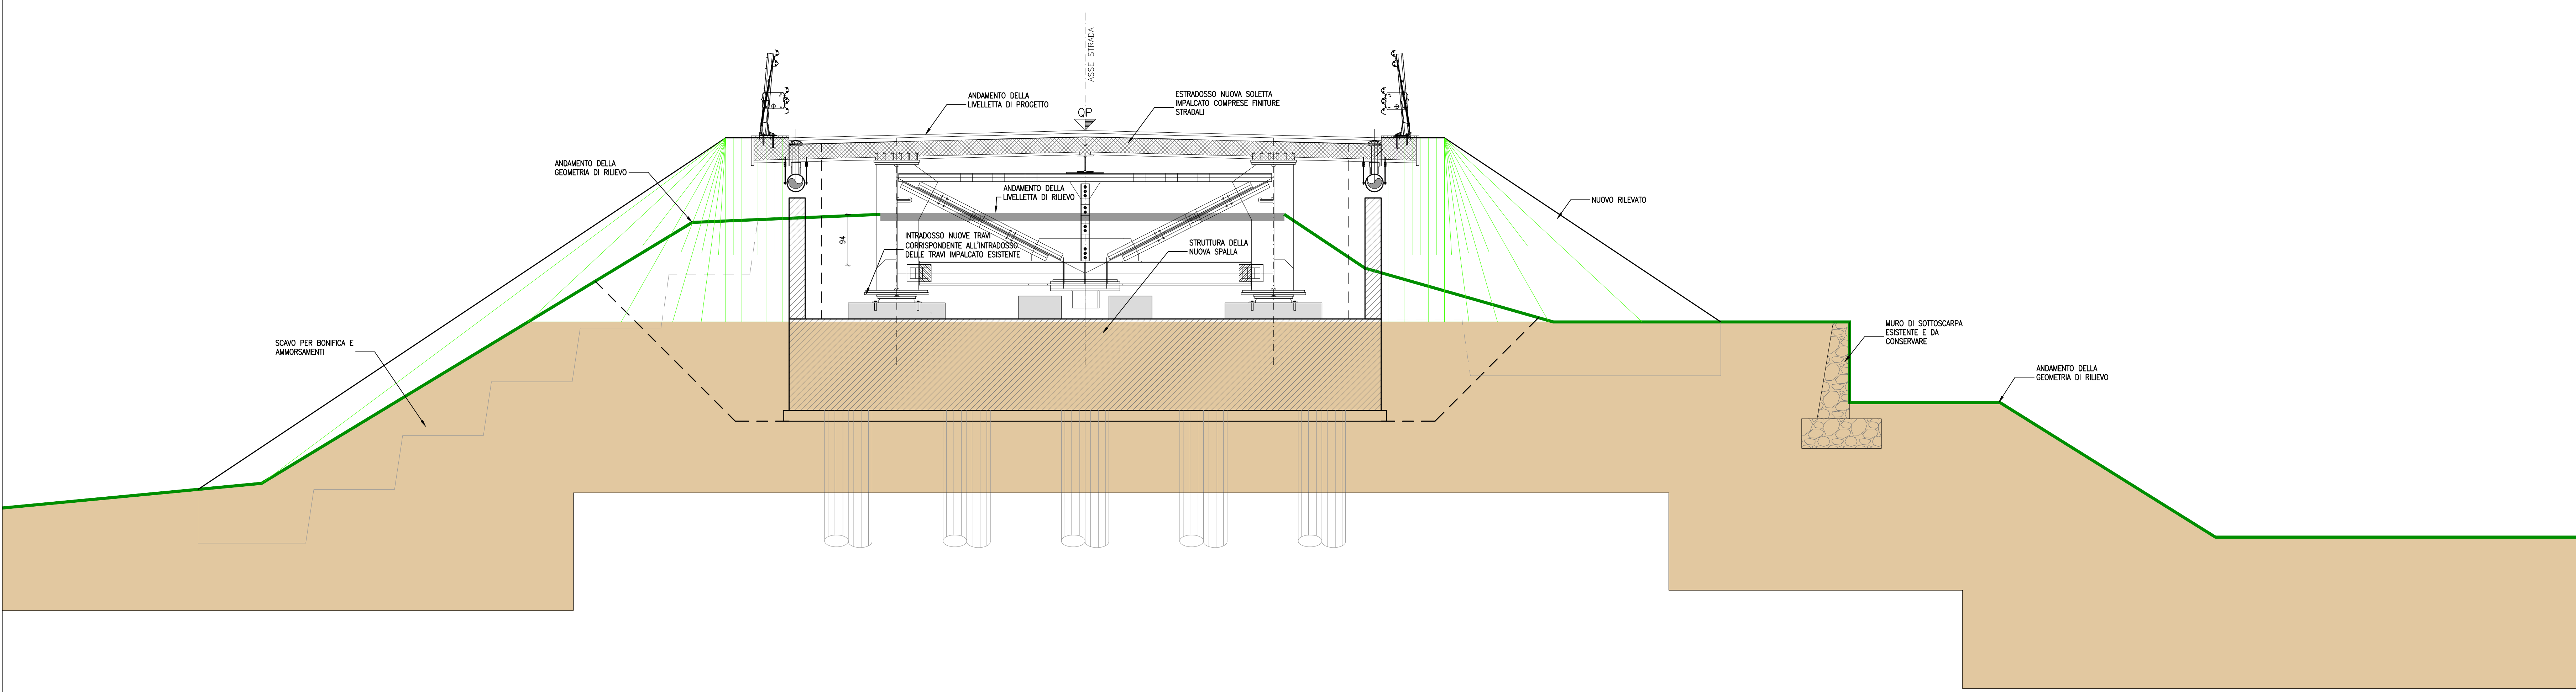 ASSE STRADA
QP
ANDAMENTO DELLA
LIVELLETTA DI PROGETTO
ESTRADOSSO NUOVA SOLETTA
IMPALCATO COMPRESE FINITURE
STRADALI
ANDAMENTO DELLA
GEOMETRIA DI RILIEVO
ANDAMENTO DELLA
LIVELLETTA DI RILIEVO
NUOVO RILEVATO
94
INTRADOSSO NUOVE TRAVI
CORRISPONDENTE ALL'INTRADOSSO
DELLE TRAVI IMPALCATO ESISTENTE
STRUTTURA DELLA
NUOVA SPALLA
SCAVO PER BONIFICA E
AMMORSAMENTI
MURO DI SOTTOSCARPA
ESISTENTE E DA
CONSERVARE
ANDAMENTO DELLA
GEOMETRIA DI RILIEVO